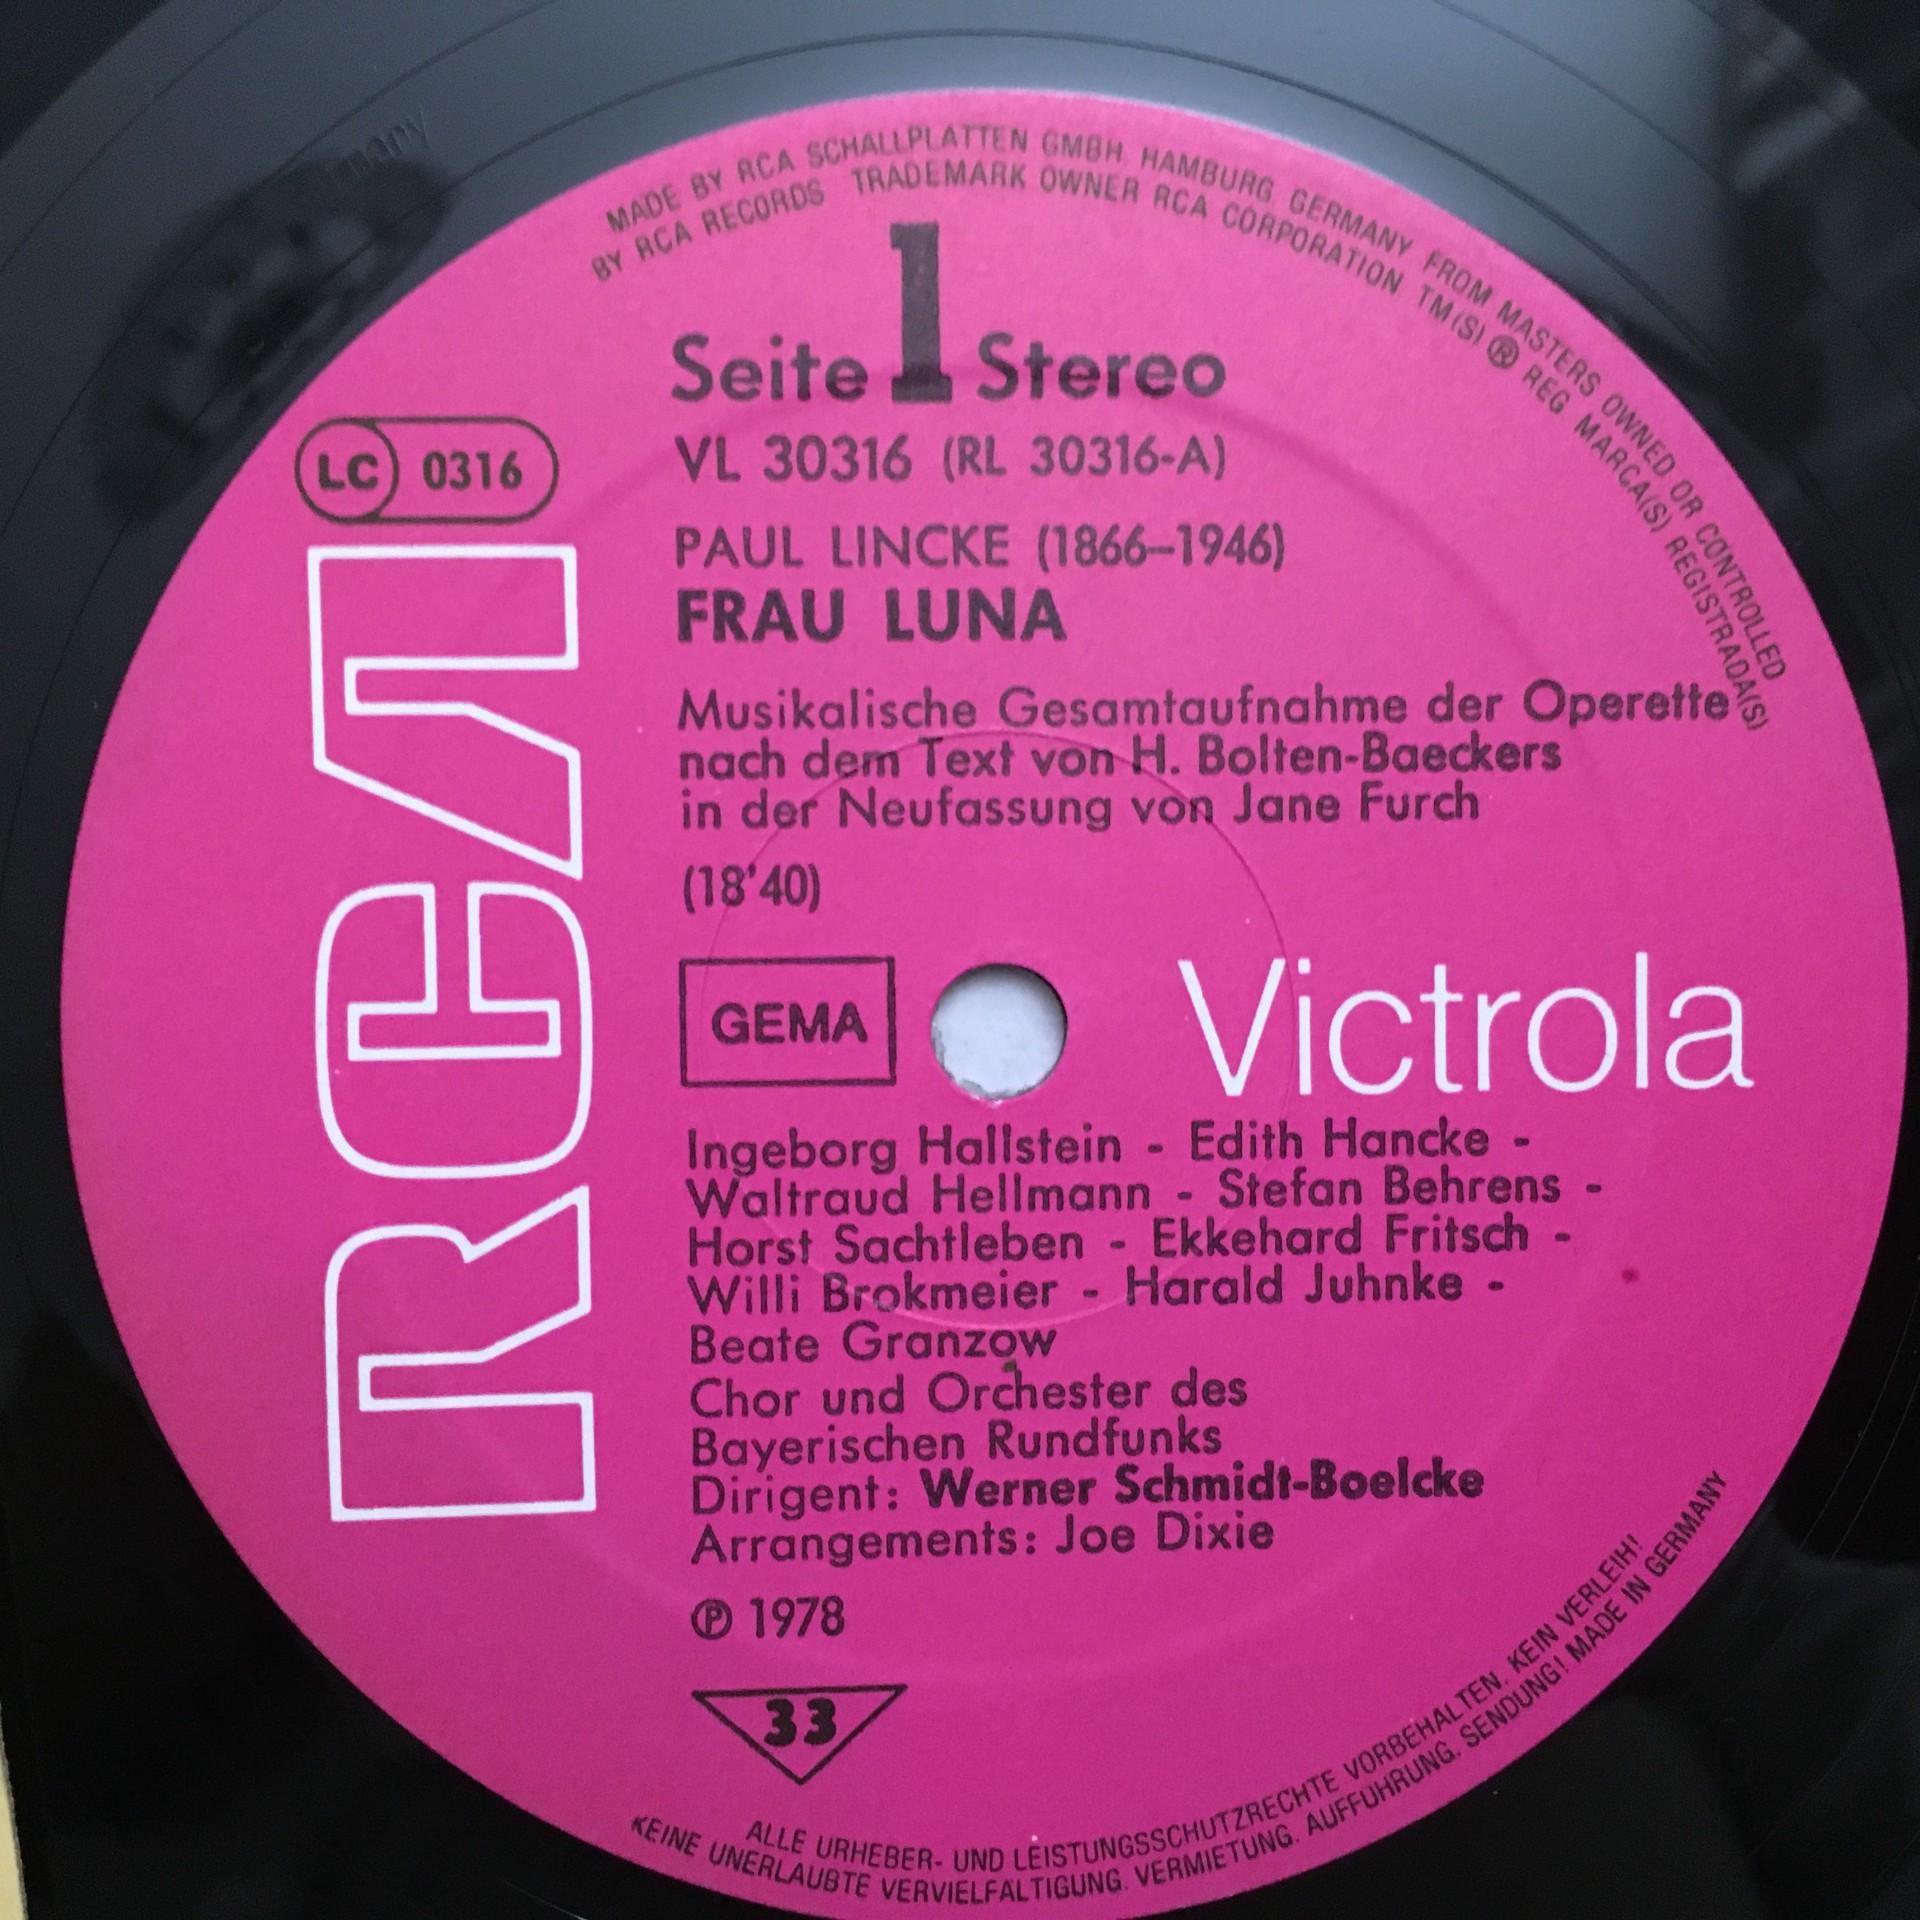 MADE BY RCA SCHALLPLATTEN GMBH. HAMBURG, GERMANY FROM MASTERS OWNED OR CONTROLLED
BY RCA RECORDS TRADEMARK OWNER RCA CORPORATION TM(S) ® REG. MARCA(S) REGISTRADA(S)
Seite 1 Stereo
VL 30316 (RL 30316-A)
LC 0316
PAUL LINCKE (1866–1946)
FRAU LUNA
Musikalische Gesamtaufnahme der Operette
nach dem Text von H. Bolten-Baeckers
in der Neufassung von Jane Furch
(18'40)
RCA
GEMA
Victrola
Ingeborg Hallstein - Edith Hancke -
Waltraud Hellmann - Stefan Behrens -
Horst Sachtleben - Ekkehard Fritsch -
Willi Brokmeier - Harald Juhnke -
Beate Granzow
Chor und Orchester des
Bayerischen Rundfunks
Dirigent: Werner Schmidt-Boelcke
Arrangements: Joe Dixie
℗ 1978
33
ALLE URHEBER- UND LEISTUNGSSCHUTZRECHTE VORBEHALTEN. KEIN VERLEIH!
KEINE UNERLAUBTE VERVIELFÄLTIGUNG. VERMIETUNG. AUFFÜHRUNG. SENDUNG! MADE IN GERMANY